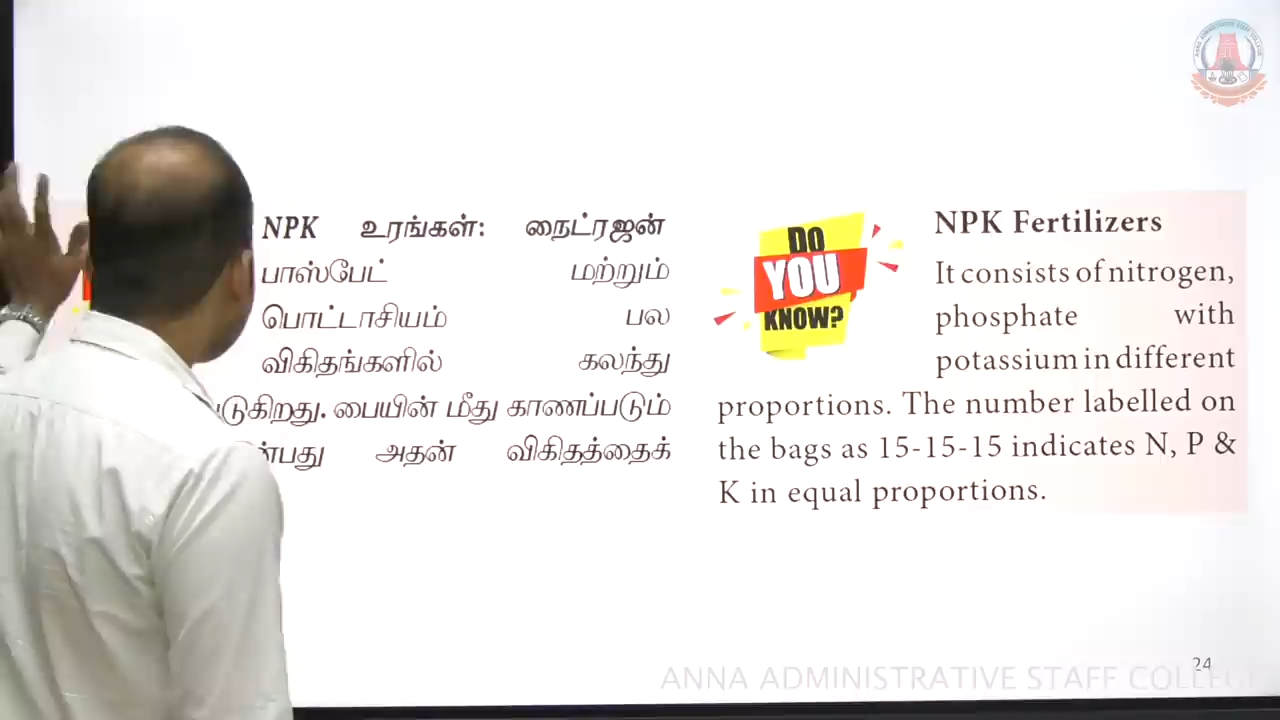 NPK உரங்கள்: நைட்ரஜன்
பாஸ்பேட் மற்றும்
பொட்டாசியம் பல
விகிதங்களில் கலந்து
காணப்படும் பையின் மீது
அதன் விகிதத்தைக்
DO
YOU
KNOW?
NPK Fertilizers
It consists of nitrogen,
phosphate with
potassium in different
proportions. The number labelled on
the bags as 15-15-15 indicates N, P &
K in equal proportions.
24
ANNA ADMINISTRATIVE STAFF COLLEGE